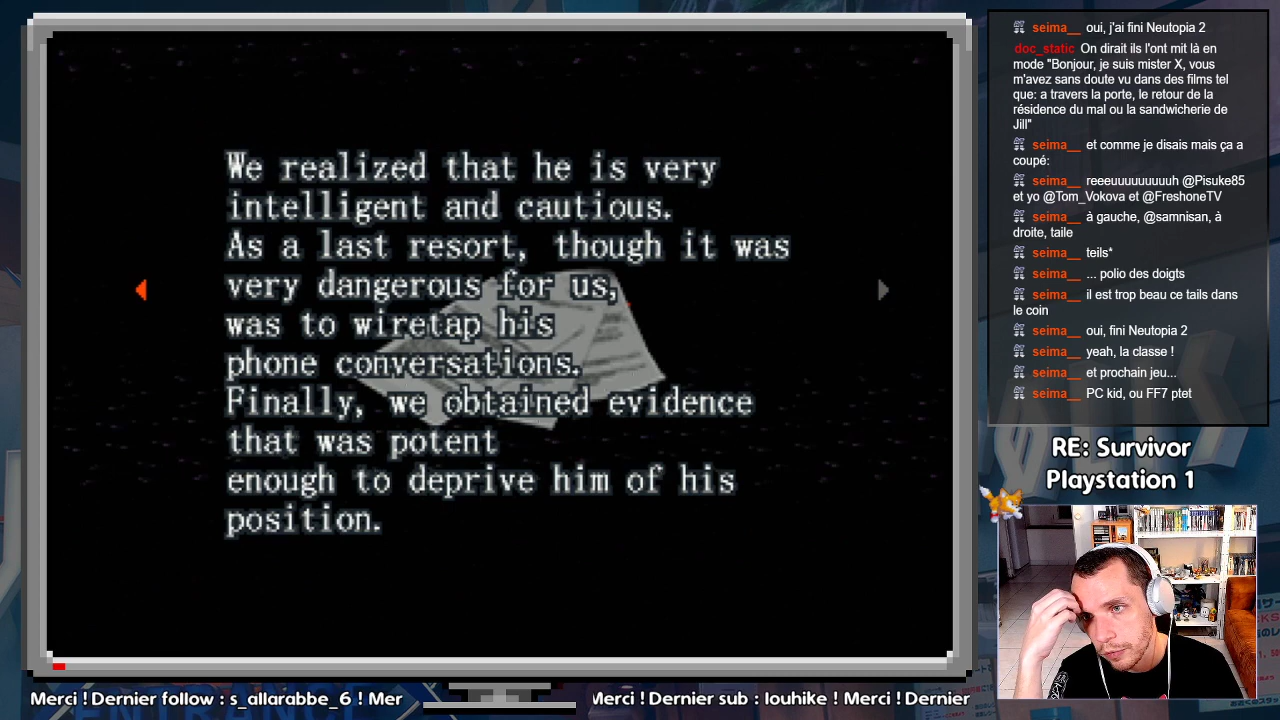 We realized that he is very
intelligent and cautious.
As a last resort, though it was
very dangerous for us,
was to wiretap his
phone conversations.
Finally, we obtained evidence
that was potent
enough to deprive him of his
position.
seima__ oui, j'ai fini Neutopia 2
doc_static On dirait ils l'ont mit là en
mode "Bonjour, je suis mister X, vous
m'avez sans doute vu dans des films tel
que: a travers la porte, le retour de la
résidence du mal ou la sandwicherie de
Jill"
seima__ et comme je disais mais ça a
coupé:
seima__ reeeuuuuuuuuuh @Pisuke85
et yo @Tom_Vokova et @FreshoneTV
seima__ à gauche, @samnisan, à
droite, taile
seima__ teils*
seima__ ... polio des doigts
seima__ il est trop beau ce tails dans
le coin
seima__ oui, fini Neutopia 2
seima__ yeah, la classe !
seima__ et prochain jeu...
seima__ PC kid, ou FF7 ptet
RE: Survivor
Playstation 1
Merci ! Dernier follow : s_allarabbe_6 ! Mer
Merci ! Dernier sub : louhike ! Merci ! Dernier